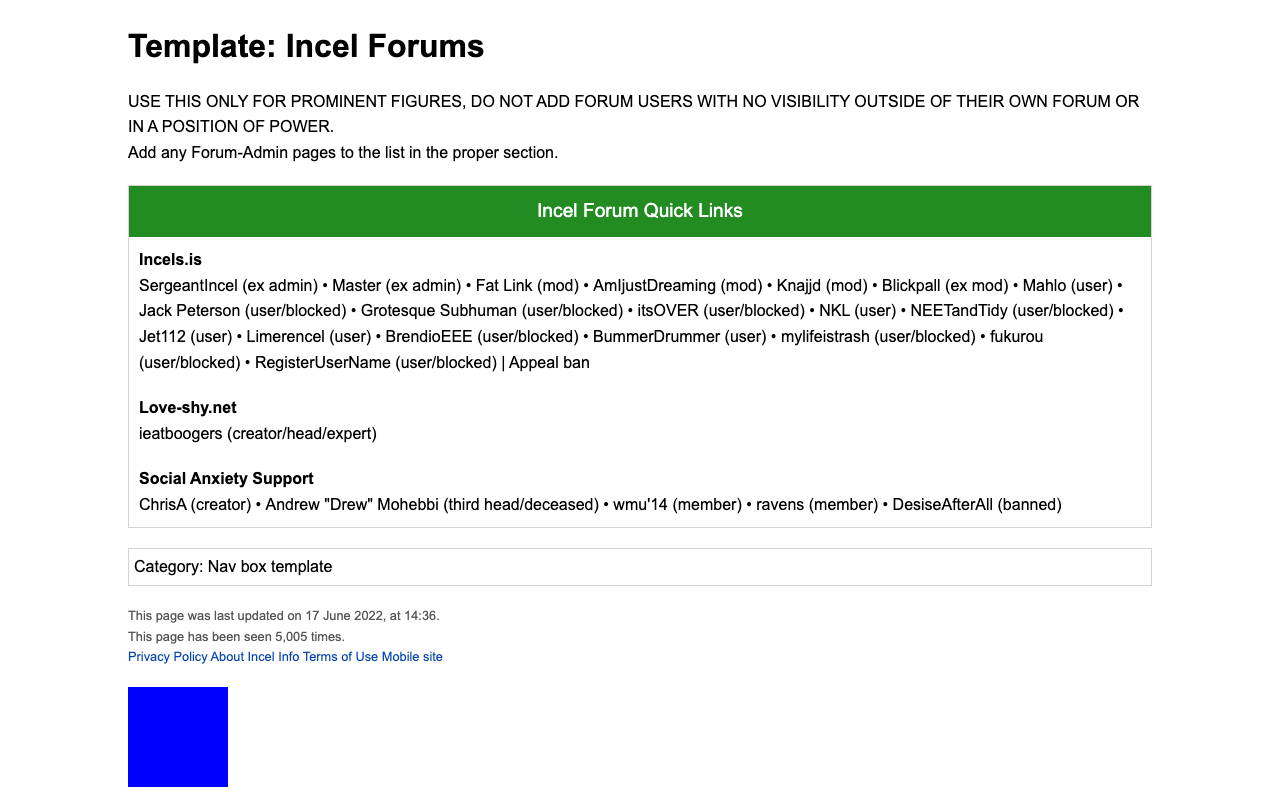 Template: Incel Forums
USE THIS ONLY FOR PROMINENT FIGURES, DO NOT ADD FORUM USERS WITH NO VISIBILITY OUTSIDE OF THEIR OWN FORUM OR
IN A POSITION OF POWER.
Add any Forum-Admin pages to the list in the proper section.
Incel Forum Quick Links
Incels.is
SergeantIncel (ex admin) • Master (ex admin) • Fat Link (mod) • AmIjustDreaming (mod) • Knajjd (mod) • Blickpall (ex mod) • Mahlo (user) •
Jack Peterson (user/blocked) • Grotesque Subhuman (user/blocked) • itsOVER (user/blocked) • NKL (user) • NEETandTidy (user/blocked) •
Jet112 (user) • Limerencel (user) • BrendioEEE (user/blocked) • BummerDrummer (user) • mylifeistrash (user/blocked) • fukurou
(user/blocked) • RegisterUserName (user/blocked) | Appeal ban
Love-shy.net
ieatboogers (creator/head/expert)
Social Anxiety Support
ChrisA (creator) • Andrew "Drew" Mohebbi (third head/deceased) • wmu'14 (member) • ravens (member) • DesiseAfterAll (banned)
Category: Nav box template
This page was last updated on 17 June 2022, at 14:36.
This page has been seen 5,005 times.
Privacy Policy About Incel Info Terms of Use Mobile site